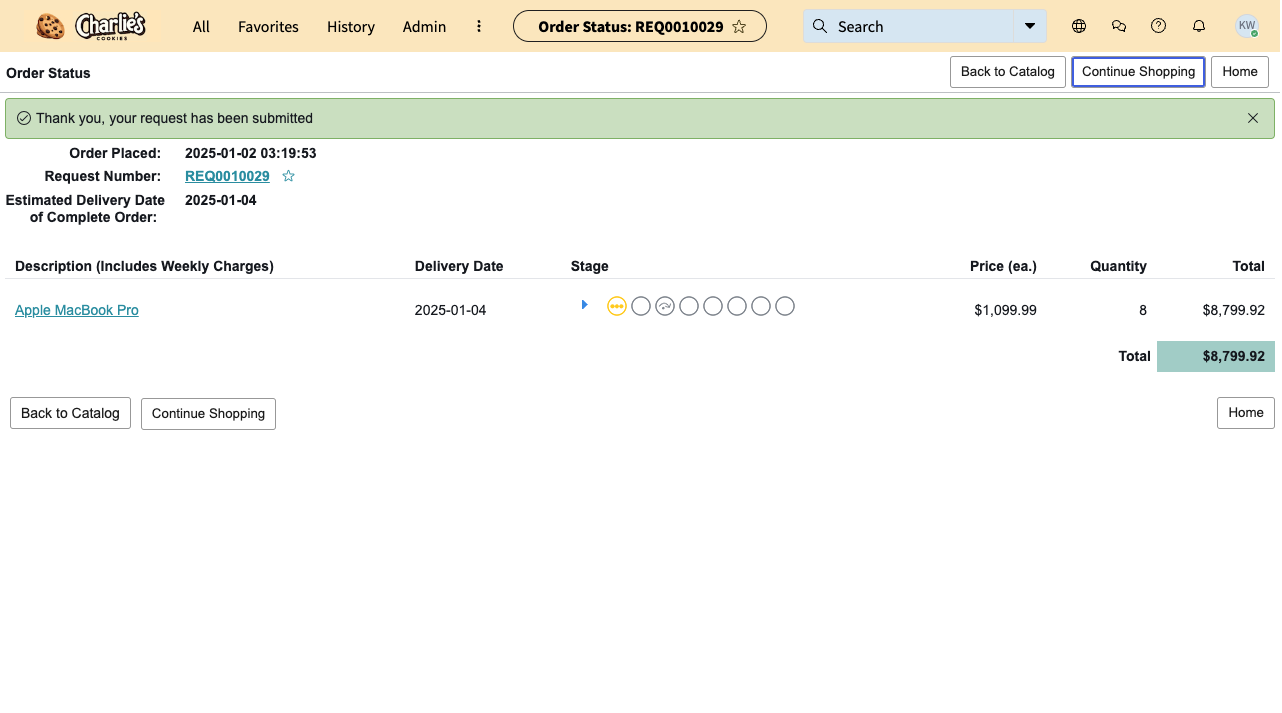 Charlie's
COOKIES
All
Favorites
History
Admin
Order Status: REQ0010029
Search
KW
Order Status
Back to Catalog
Continue Shopping
Home
Thank you, your request has been submitted
Order Placed: 2025-01-02 03:19:53
Request Number: REQ0010029
Estimated Delivery Date 2025-01-04
of Complete Order:
Description (Includes Weekly Charges) Delivery Date Stage Price (ea.) Quantity Total
Apple MacBook Pro 2025-01-04 $1,099.99 8 $8,799.92
Total $8,799.92
Back to Catalog
Continue Shopping
Home